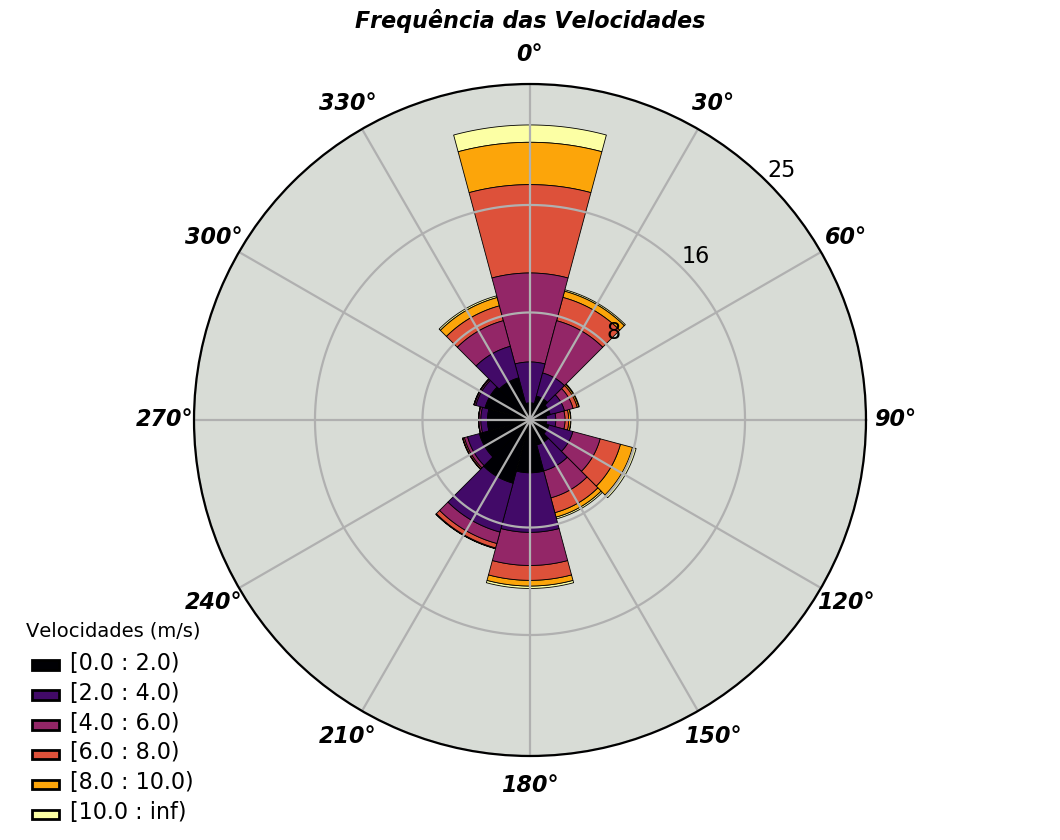 Frequência das Velocidades
0°
330°
30°
25
300°
60°
16
8
270°
90°
240°
120°
210°
150°
180°
Velocidades (m/s)
[0.0 : 2.0)
[2.0 : 4.0)
[4.0 : 6.0)
[6.0 : 8.0)
[8.0 : 10.0)
[10.0 : inf)